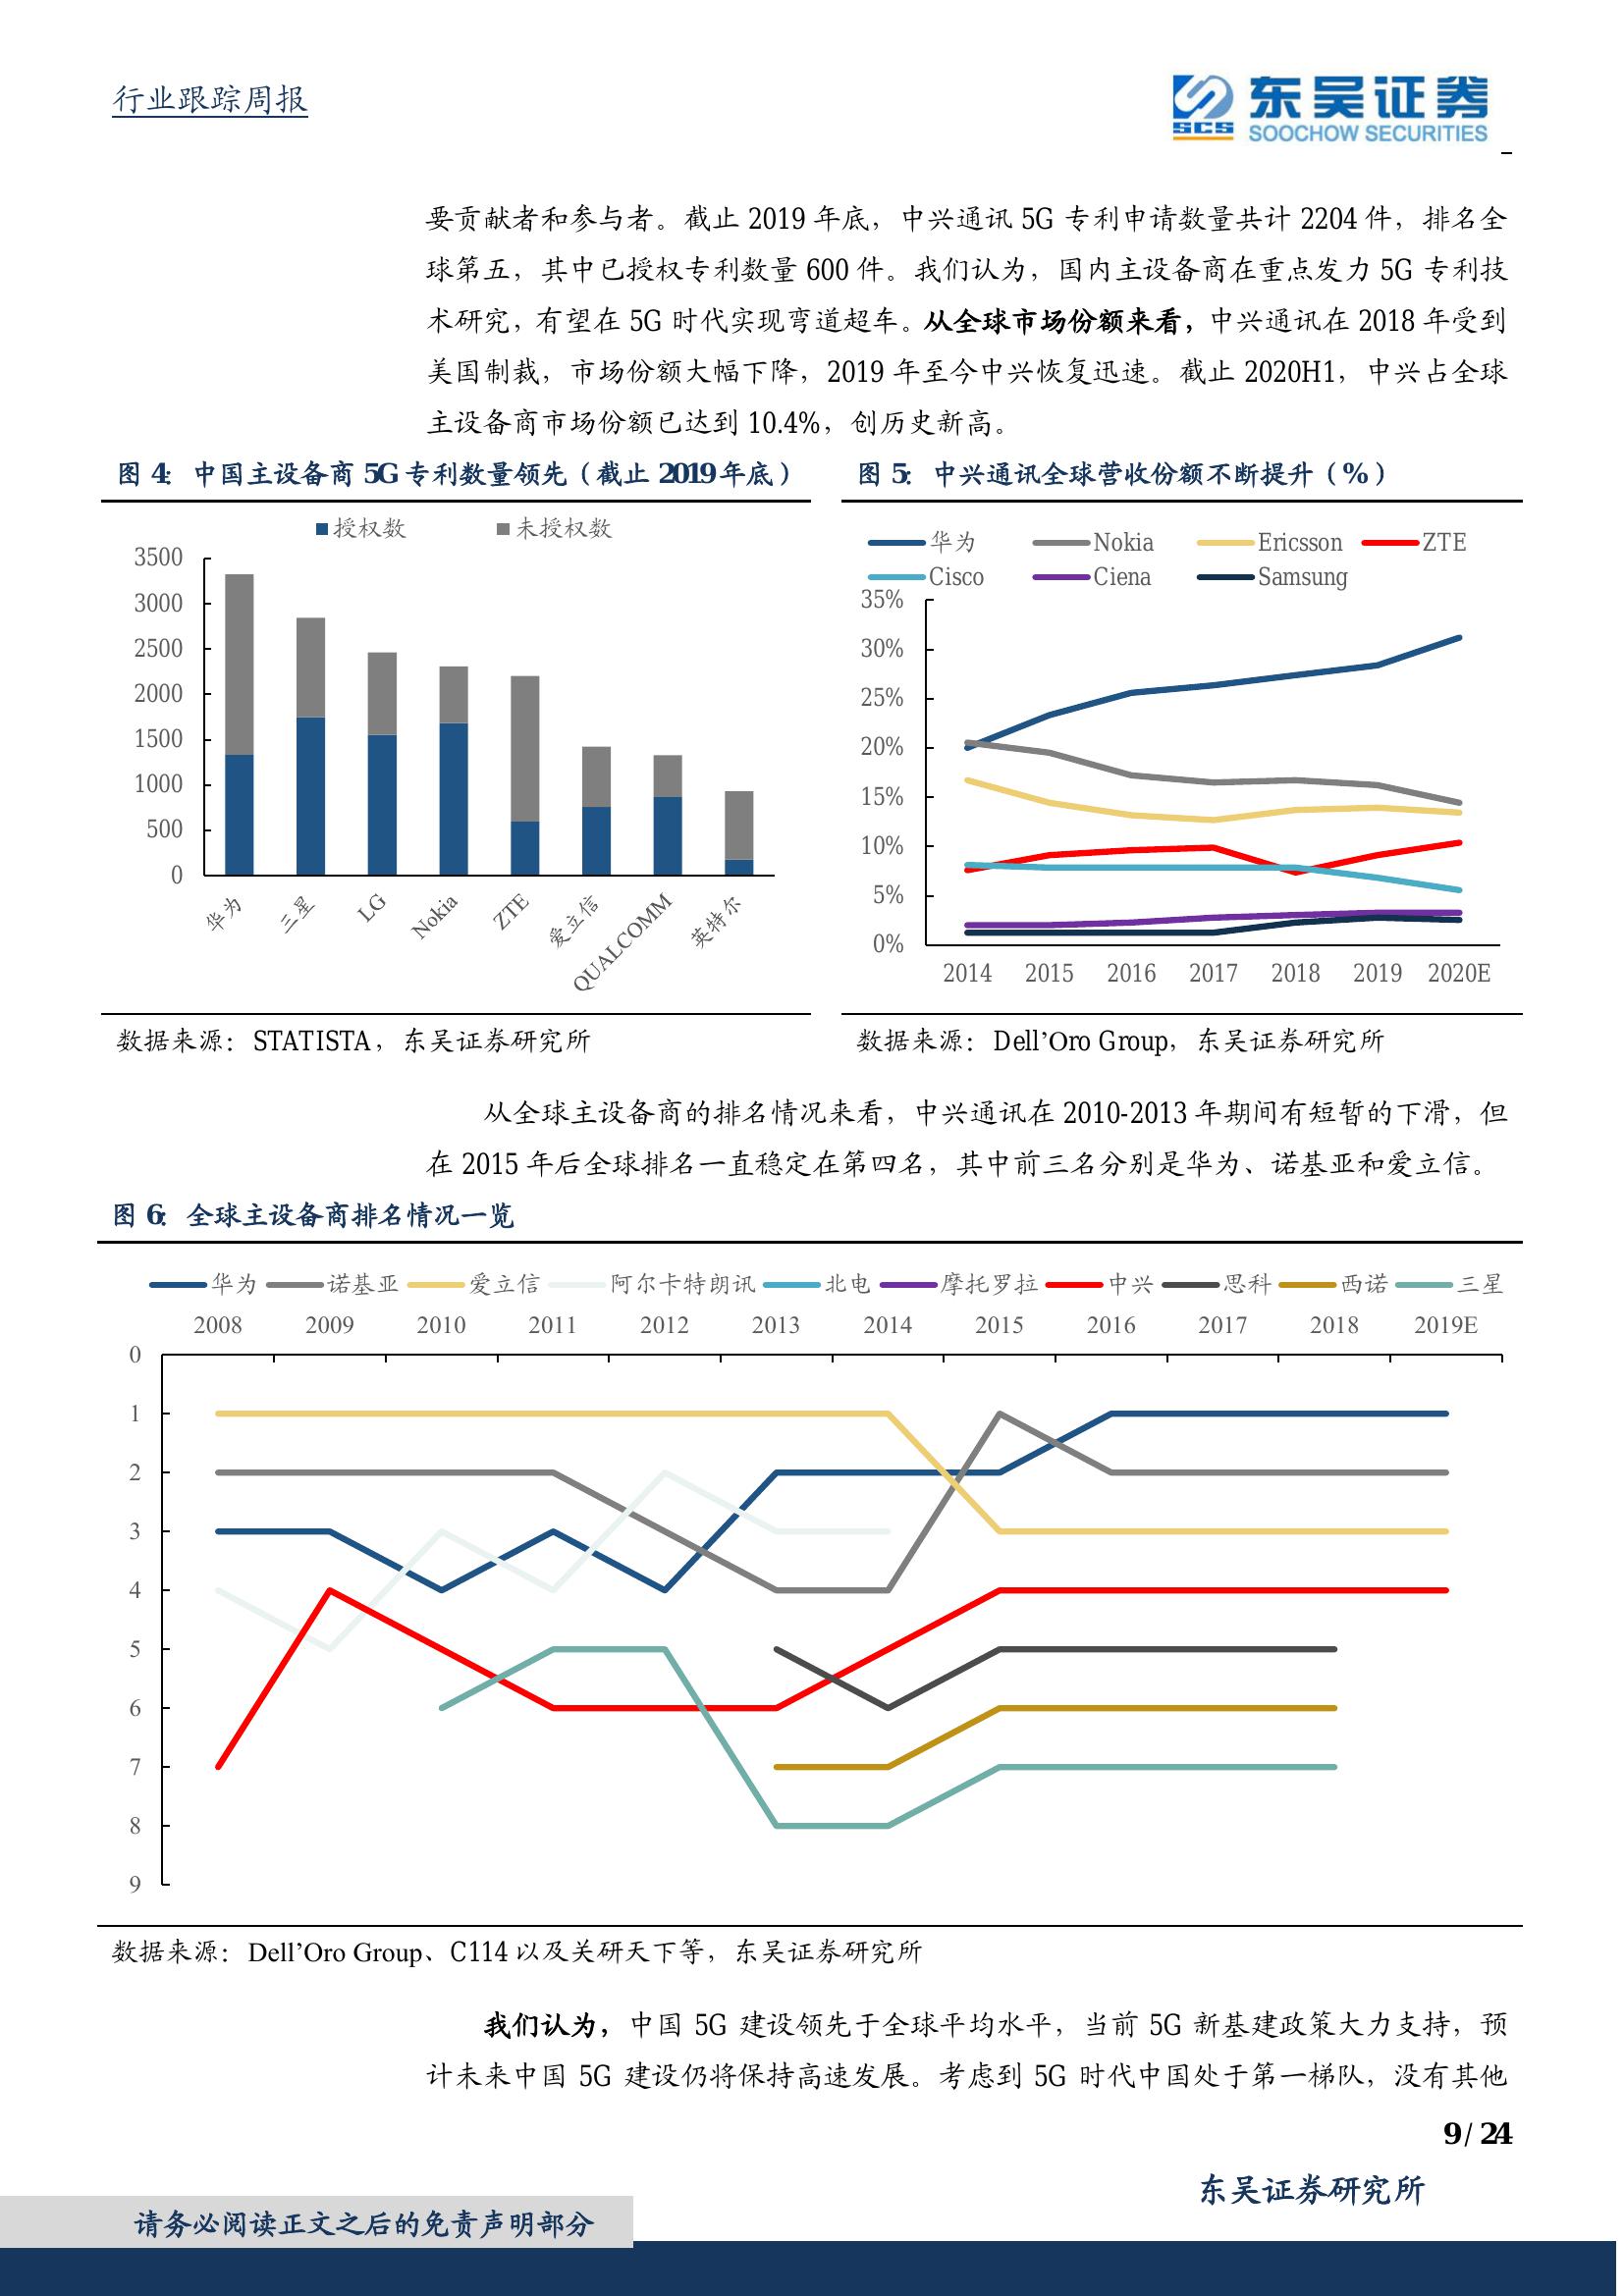 行业跟踪周报
SCS
东吴证券
SOOCHOW SECURITIES
要贡献者和参与者。截止 2019 年底，中兴通讯 5G 专利申请数量共计 2204 件，排名全
球第五，其中已授权专利数量 600 件。我们认为，国内主设备商在重点发力 5G 专利技
术研究，有望在 5G 时代实现弯道超车。从全球市场份额来看，中兴通讯在 2018 年受到
美国制裁，市场份额大幅下降，2019 年至今中兴恢复迅速。截止 2020H1，中兴占全球
主设备商市场份额已达到 10.4%，创历史新高。
图 4：中国主设备商 5G 专利数量领先（截止 2019 年底）
授权数 未授权数
3500
3000
2500
2000
1500
1000
500
0
华为 三星 LG Nokia ZTE 爱立信 QUALCOMM 英特尔
数据来源：STATISTA，东吴证券研究所
图 5：中兴通讯全球营收份额不断提升（%）
华为 Nokia Ericsson ZTE
Cisco Ciena Samsung
35%
30%
25%
20%
15%
10%
5%
0%
2014 2015 2016 2017 2018 2019 2020E
数据来源：Dell’Oro Group，东吴证券研究所
从全球主设备商的排名情况来看，中兴通讯在 2010-2013 年期间有短暂的下滑，但
在 2015 年后全球排名一直稳定在第四名，其中前三名分别是华为、诺基亚和爱立信。
图 6：全球主设备商排名情况一览
华为 诺基亚 爱立信 阿尔卡特朗讯 北电 摩托罗拉 中兴 思科 西诺 三星
2008 2009 2010 2011 2012 2013 2014 2015 2016 2017 2018 2019E
0
1
2
3
4
5
6
7
8
9
数据来源：Dell’Oro Group、C114 以及关研天下等，东吴证券研究所
我们认为，中国 5G 建设领先于全球平均水平，当前 5G 新基建政策大力支持，预
计未来中国 5G 建设仍将保持高速发展。考虑到 5G 时代中国处于第一梯队，没有其他
9 / 24
东吴证券研究所
请务必阅读正文之后的免责声明部分